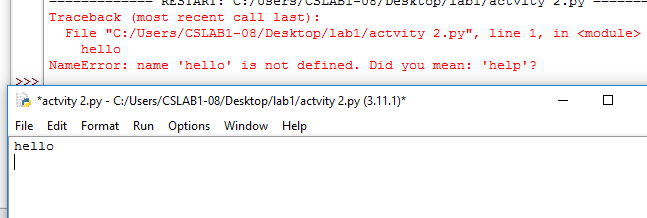 ============= RESTART: C:/Users/CSLAB1-08/Desktop/lab1/actvity 2.py =======
Traceback (most recent call last):
File "C:/Users/CSLAB1-08/Desktop/lab1/actvity 2.py", line 1, in <module>
hello
NameError: name 'hello' is not defined. Did you mean: 'help'?
>>>
*actvity 2.py - C:/Users/CSLAB1-08/Desktop/lab1/actvity 2.py (3.11.1)*
File Edit Format Run Options Window Help
hello